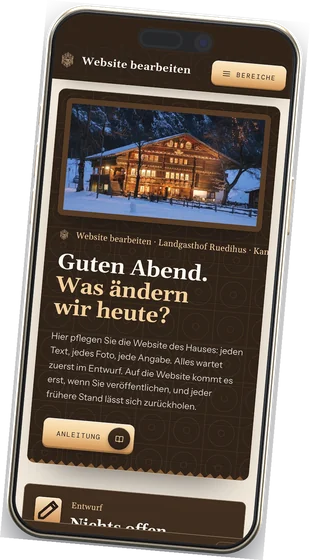 Website bearbeiten
BEREICHE
Website bearbeiten · Landgasthof Ruedihus ·
Guten Abend.
Was ändern
wir heute?
Hier pflegen Sie die Website des Hauses: jeden
Text, jedes Foto, jede Angabe. Alles wartet
zuerst im Entwurf. Auf die Website kommt es
erst, wenn Sie veröffentlichen, und jeder
frühere Stand lässt sich zurückholen.
ANLEITUNG
Entwurf
Nichts offen